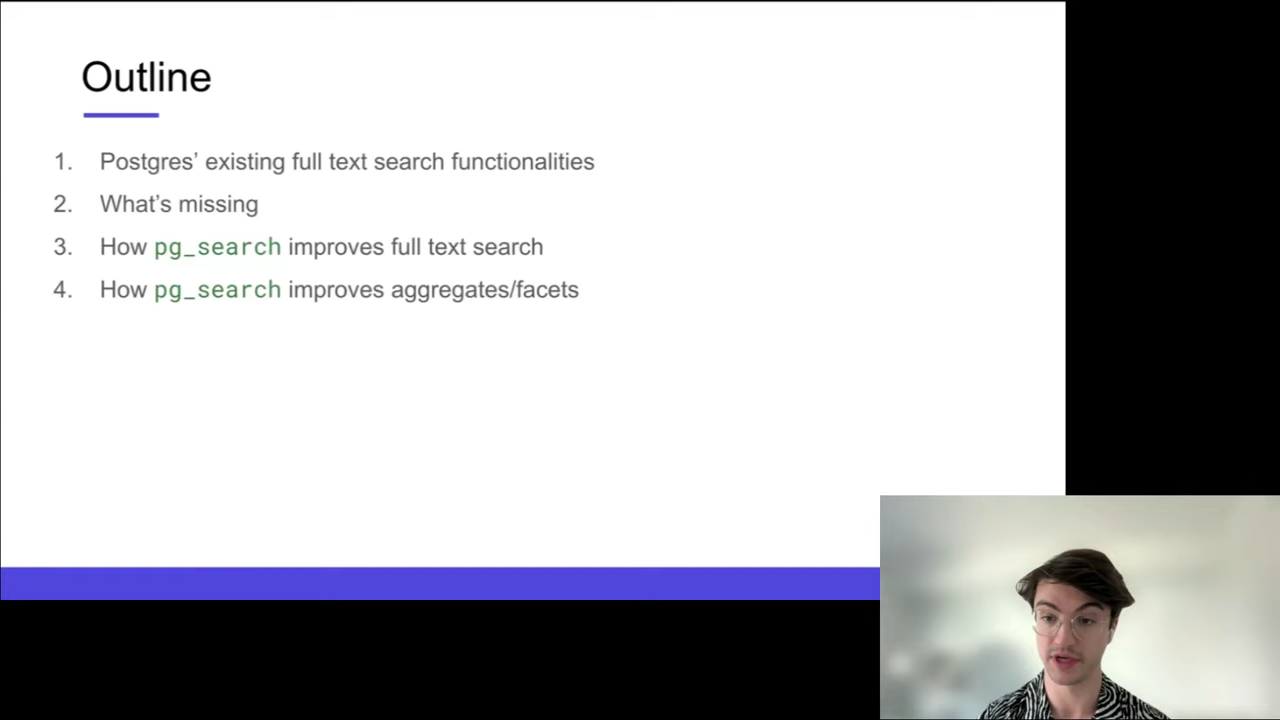 Outline
1. Postgres’ existing full text search functionalities
2. What’s missing
3. How pg_search improves full text search
4. How pg_search improves aggregates/facets